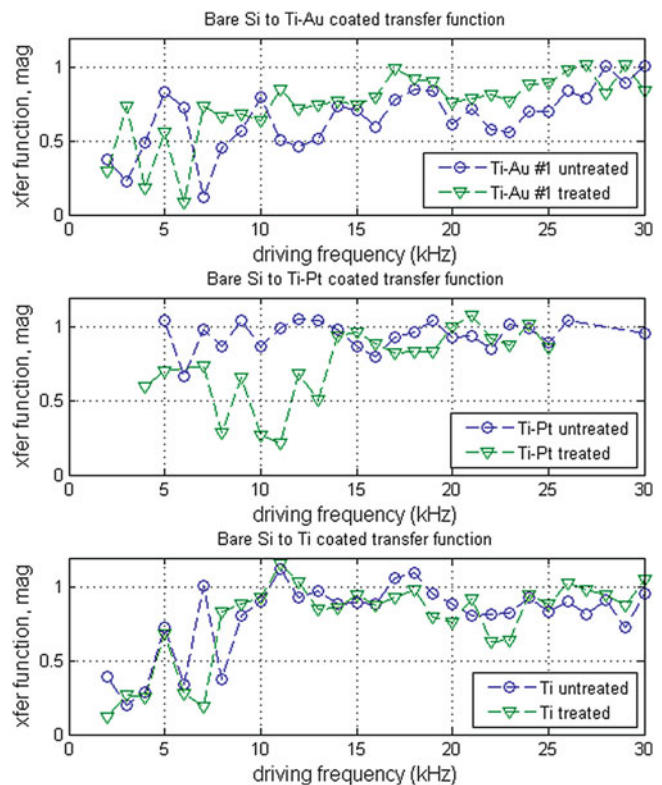 Bare Si to Ti-Au coated transfer function
xfer function, mag
1
0.5
0
Ti-Au #1 untreated
Ti-Au #1 treated
0 5 10 15 20 25 30
driving frequency (kHz)
Bare Si to Ti-Pt coated transfer function
xfer function, mag
1
0.5
0
Ti-Pt untreated
Ti-Pt treated
0 5 10 15 20 25 30
driving frequency (kHz)
Bare Si to Ti coated transfer function
xfer function, mag
1
0.5
0
Ti untreated
Ti treated
0 5 10 15 20 25 30
driving frequency (kHz)